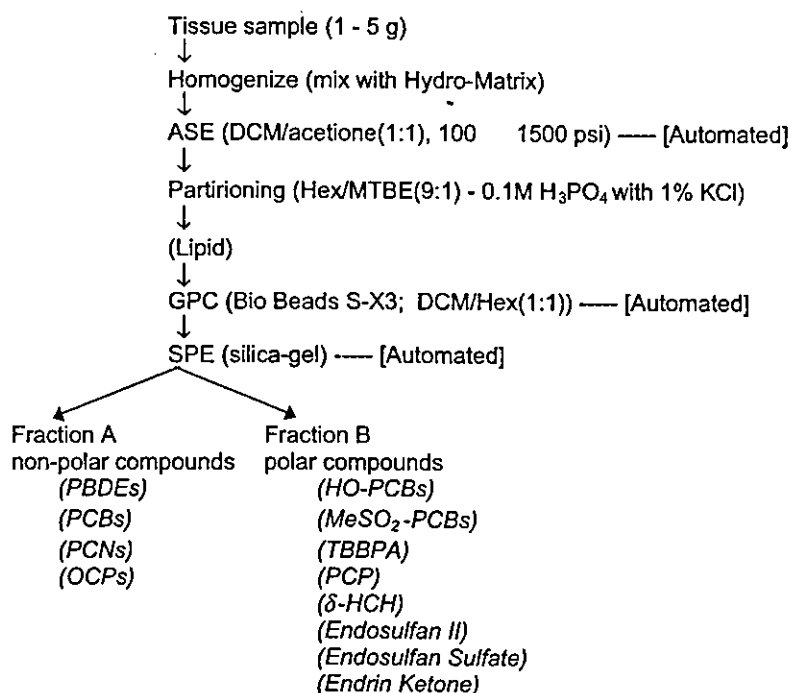 Tissue sample (1 - 5 g)
Homogenize (mix with Hydro-Matrix)
ASE (DCM/acetione(1:1), 100 1500 psi) ---- [Automated]
Partirioning (Hex/MTBE(9:1) - 0.1M H₃PO₄ with 1% KCl)
(Lipid)
GPC (Bio Beads S-X3; DCM/Hex(1:1)) ---- [Automated]
SPE (silica-gel) ---- [Automated]
Fraction A
non-polar compounds
(PBDEs)
(PCBs)
(PCNs)
(OCPs)
Fraction B
polar compounds
(HO-PCBs)
(MeSO₂-PCBs)
(TBBPA)
(PCP)
(δ-HCH)
(Endosulfan II)
(Endosulfan Sulfate)
(Endrin Ketone)